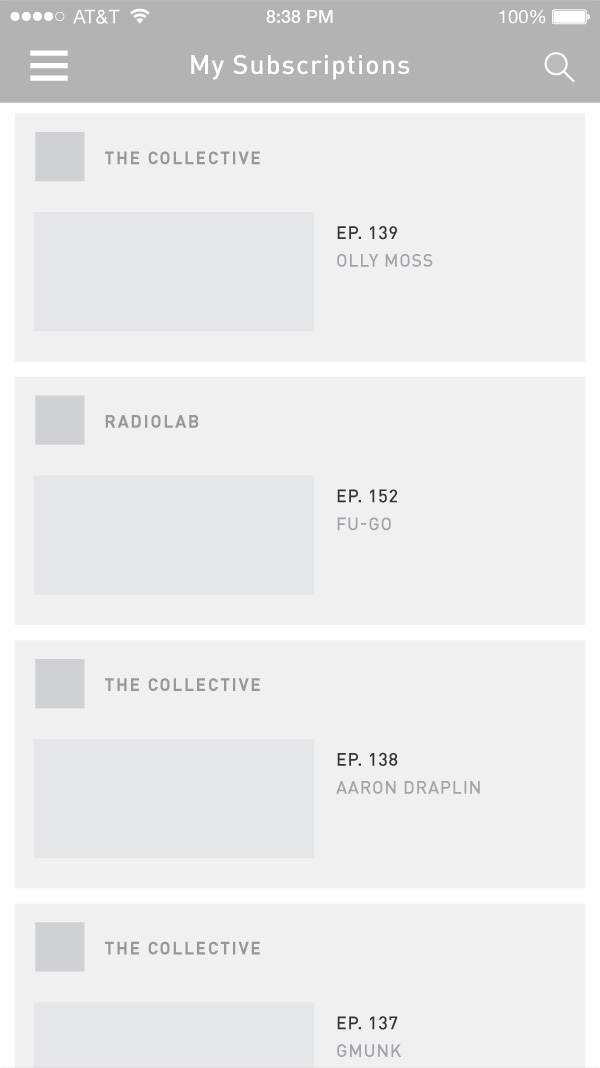 AT&T 8:38 PM 100%
My Subscriptions
THE COLLECTIVE
EP. 139
OLLY MOSS
RADIOLAB
EP. 152
FU-GO
THE COLLECTIVE
EP. 138
AARON DRAPLIN
THE COLLECTIVE
EP. 137
GMUNK